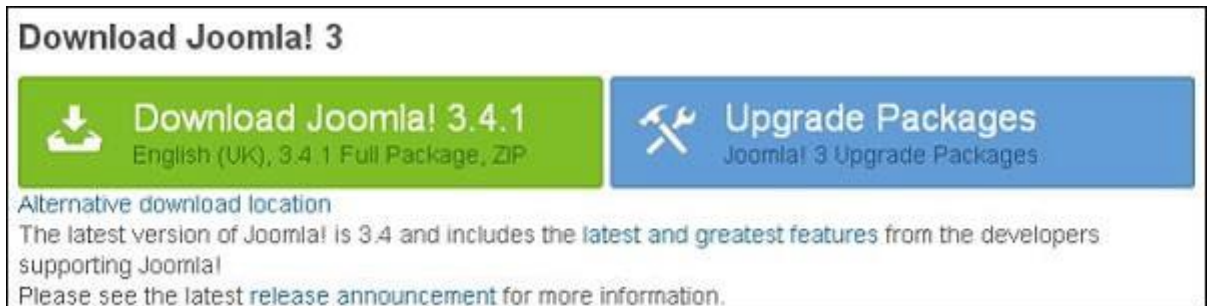 Download Joomla! 3
Download Joomla! 3.4.1
English (UK), 3.4.1 Full Package, ZIP
Upgrade Packages
Joomla! 3 Upgrade Packages
Alternative download location
The latest version of Joomla! is 3.4 and includes the latest and greatest features from the developers
supporting Joomla!
Please see the latest release announcement for more information.